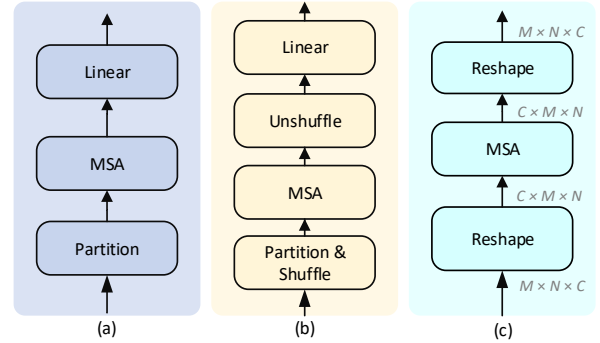 Linear
MSA
Partition
(a)
Linear
Unshuffle
MSA
Partition &
Shuffle
(b)
M × N × C
Reshape
C × M × N
MSA
C × M × N
Reshape
M × N × C
(c)